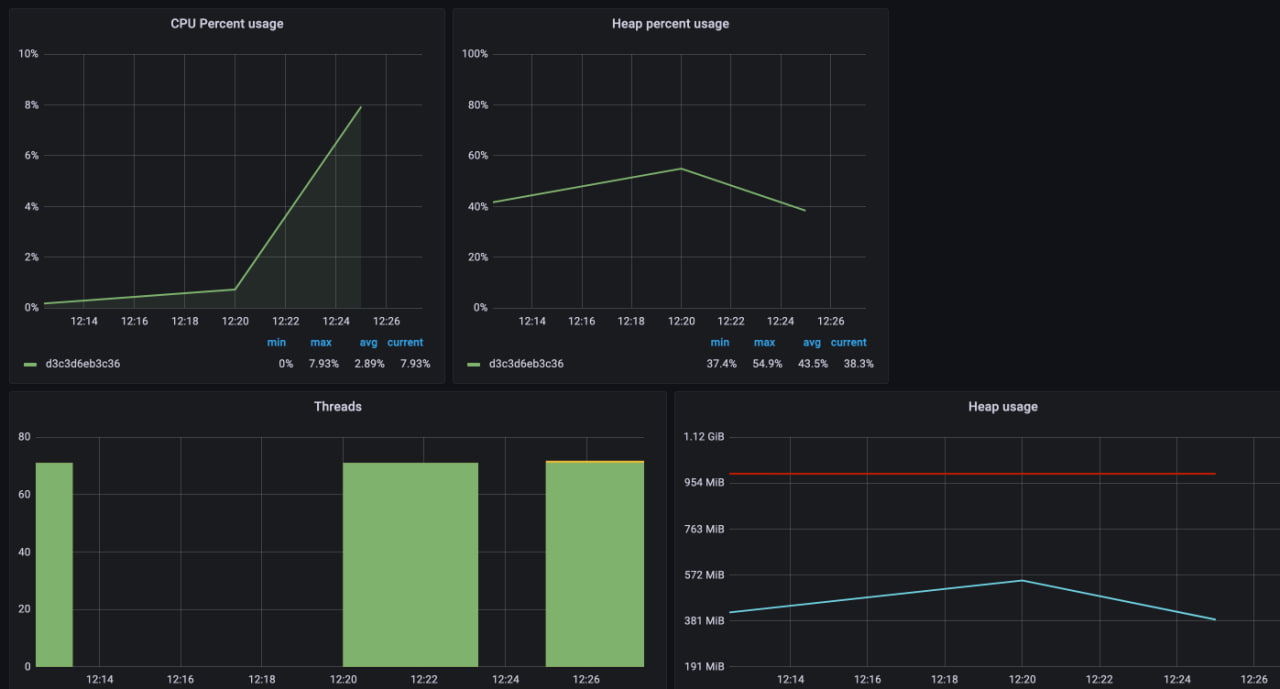 CPU Percent usage
10%
8%
6%
4%
2%
0%
12:14 12:16 12:18 12:20 12:22 12:24 12:26
min max avg current
d3c3d6eb3c36 0% 7.93% 2.89% 7.93%
Heap percent usage
100%
80%
60%
40%
20%
0%
12:14 12:16 12:18 12:20 12:22 12:24 12:26
min max avg current
d3c3d6eb3c36 37.4% 54.9% 43.5% 38.3%
Threads
80
60
40
20
0
12:14 12:16 12:18 12:20 12:22 12:24 12:26
Heap usage
1.12 GiB
954 MiB
763 MiB
572 MiB
381 MiB
191 MiB
12:14 12:16 12:18 12:20 12:22 12:24 12:26